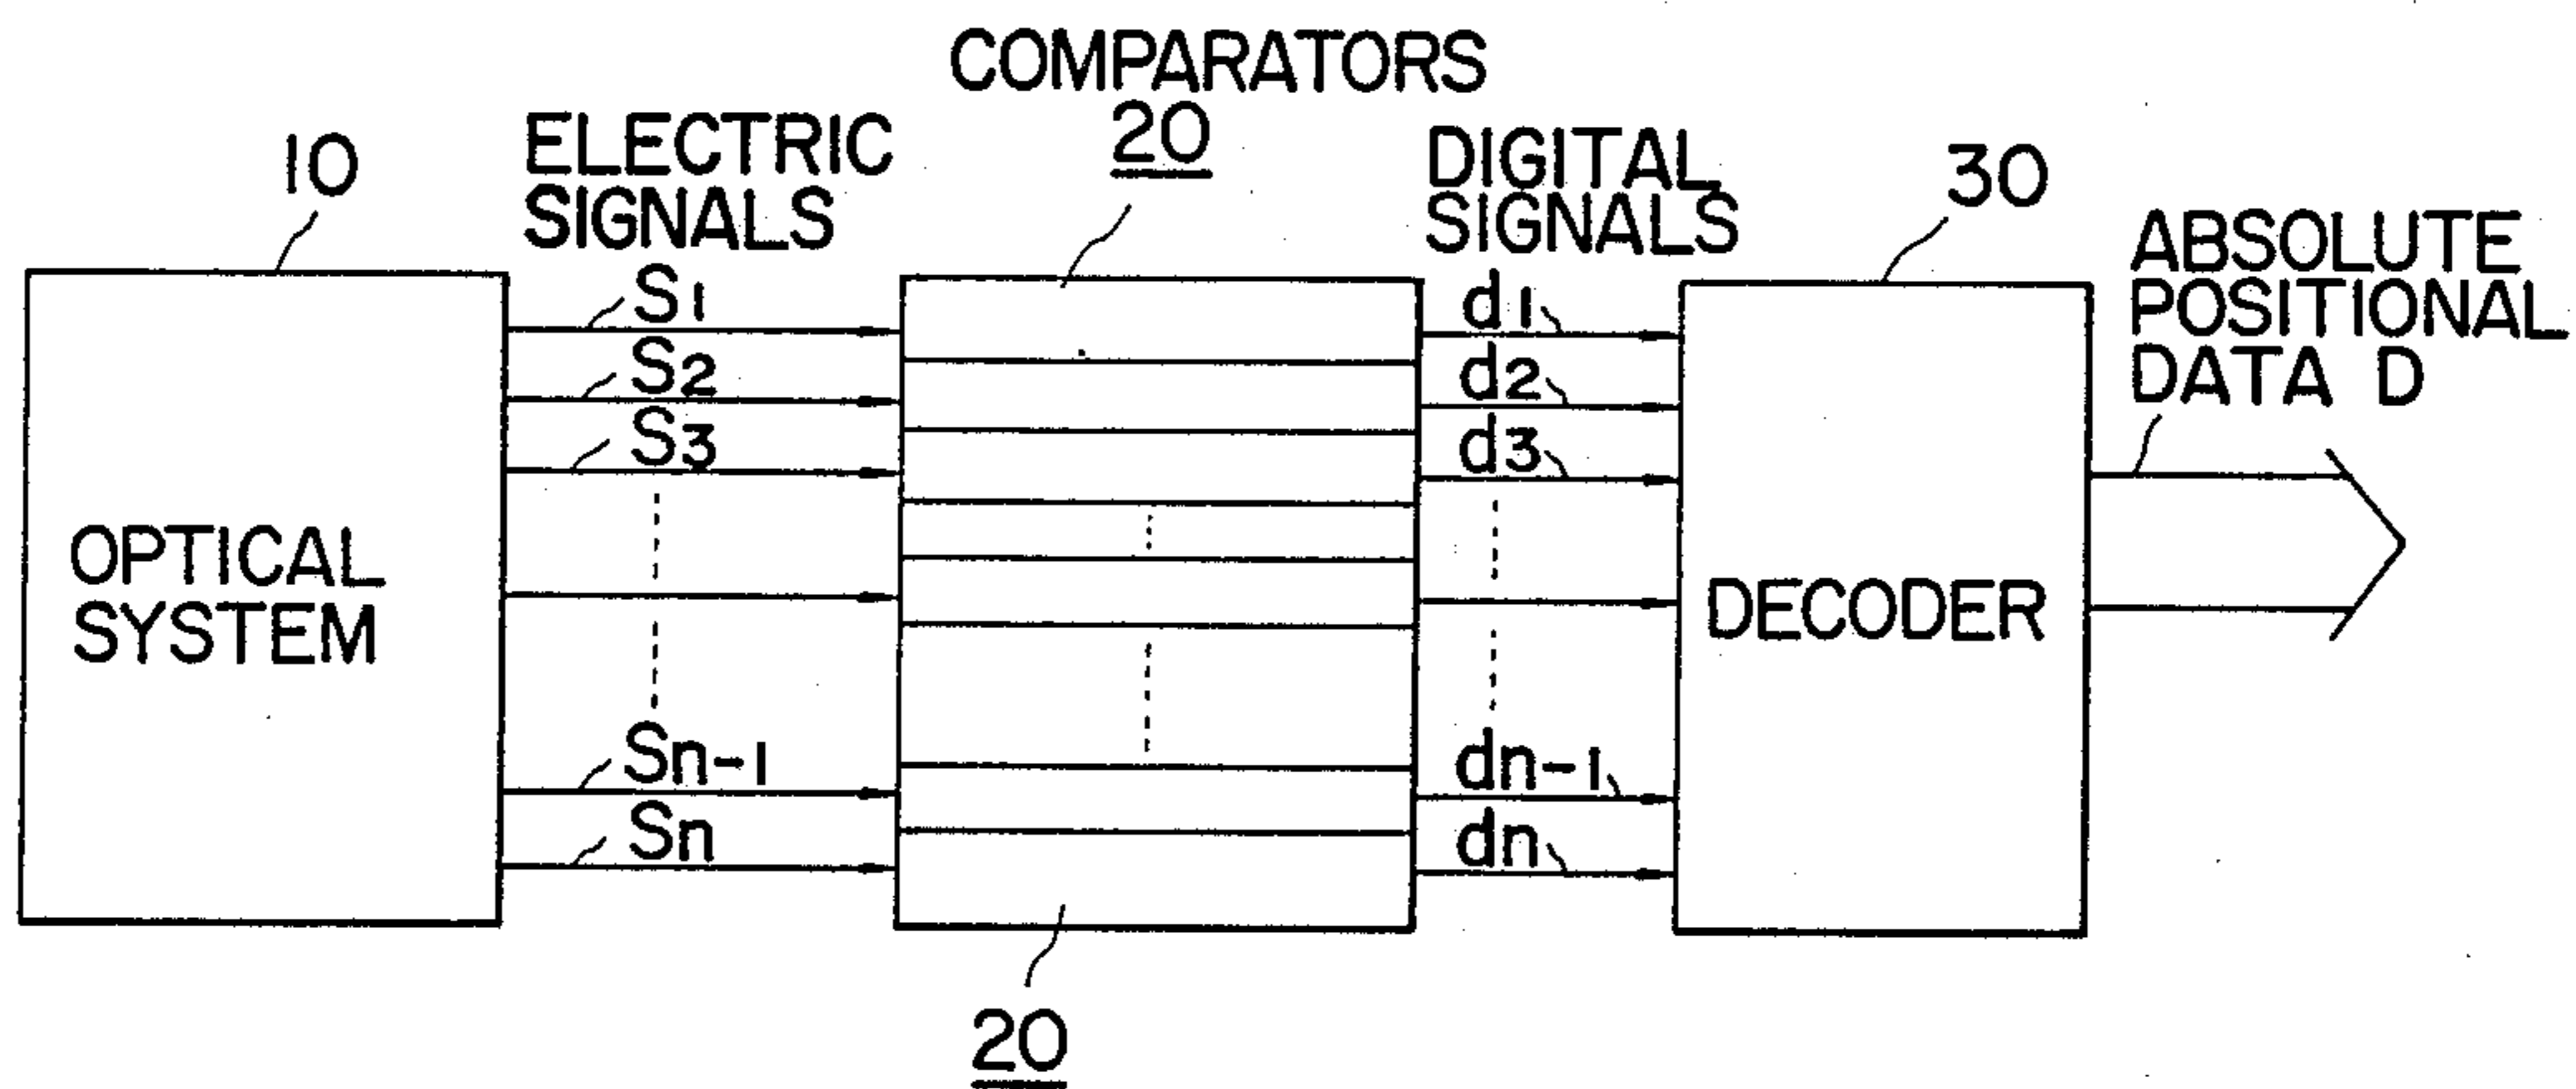 COMPARATORS
20
10
ELECTRIC
SIGNALS
DIGITAL
SIGNALS
30
ABSOLUTE
POSITIONAL
DATA D
S1
S2
S3
Sn-1
Sn
d1
d2
d3
dn-1
dn
OPTICAL
SYSTEM
DECODER
20